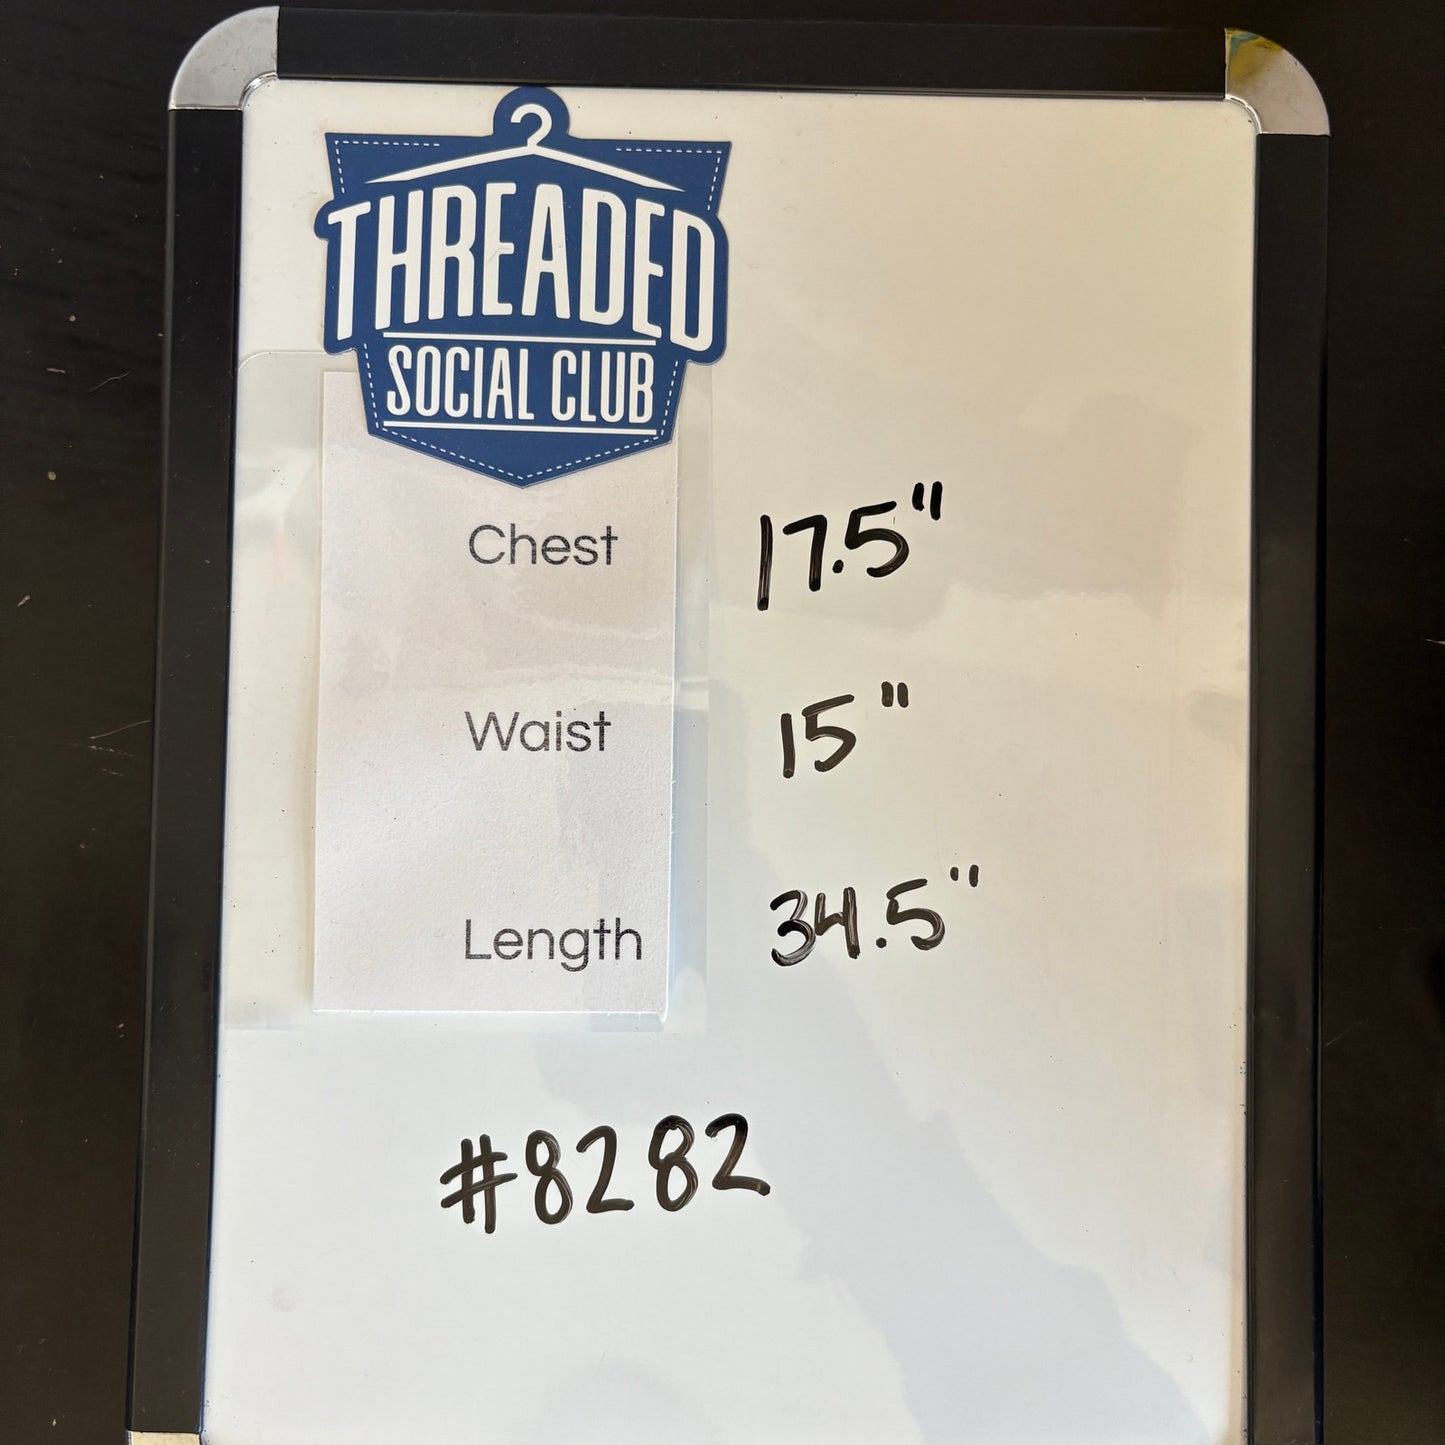 THREADED
SOCIAL CLUB
Chest 17.5"
Waist 15"
Length 34.5"
#8282